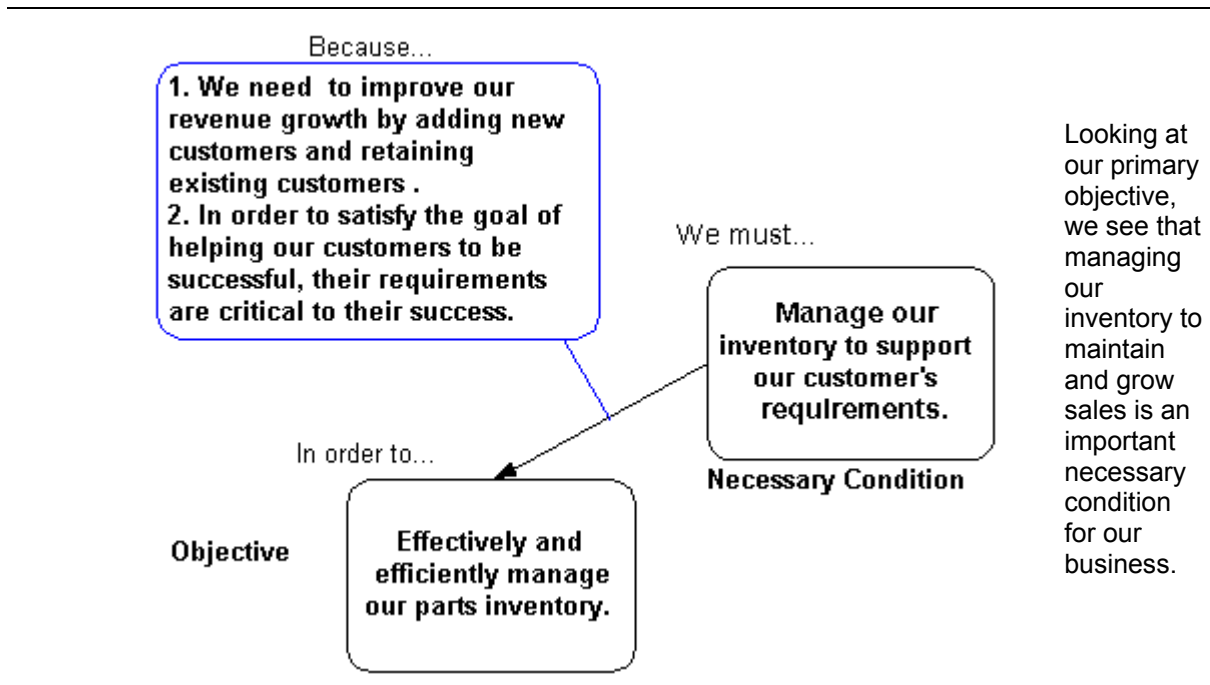 Because...
1. We need to improve our
revenue growth by adding new
customers and retaining
existing customers .
2. In order to satisfy the goal of
helping our customers to be
successful, their requirements
are critical to their success.
We must...
Manage our
inventory to support
our customer's
requirements.
Necessary Condition
In order to...
Objective
Effectively and
efficiently manage
our parts inventory.
Looking at
our primary
objective,
we see that
managing
our
inventory to
maintain
and grow
sales is an
important
necessary
condition
for our
business.